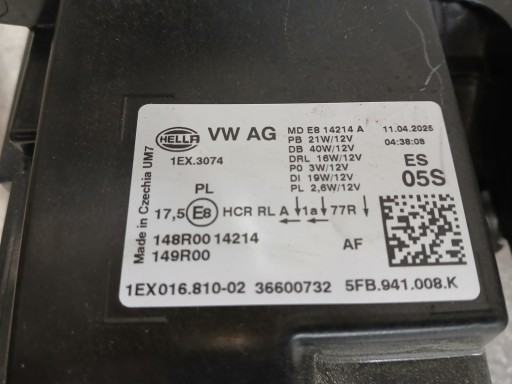 HELLA VW AG MD E8 14214 A 11.04.2025
PB 21W/12V 04:38:08
1EX.3074 DB 40W/12V
DRL 16W/12V ES
PO 3W/12V 05S
DI 19W/12V
PL PL 2,6W/12V
17,5 E8 HCR RL A 1a 77R
148R00 14214 AF
149R00
1EX016.810-02 36600732 5FB.941.008.K
Made in Czechia UM7